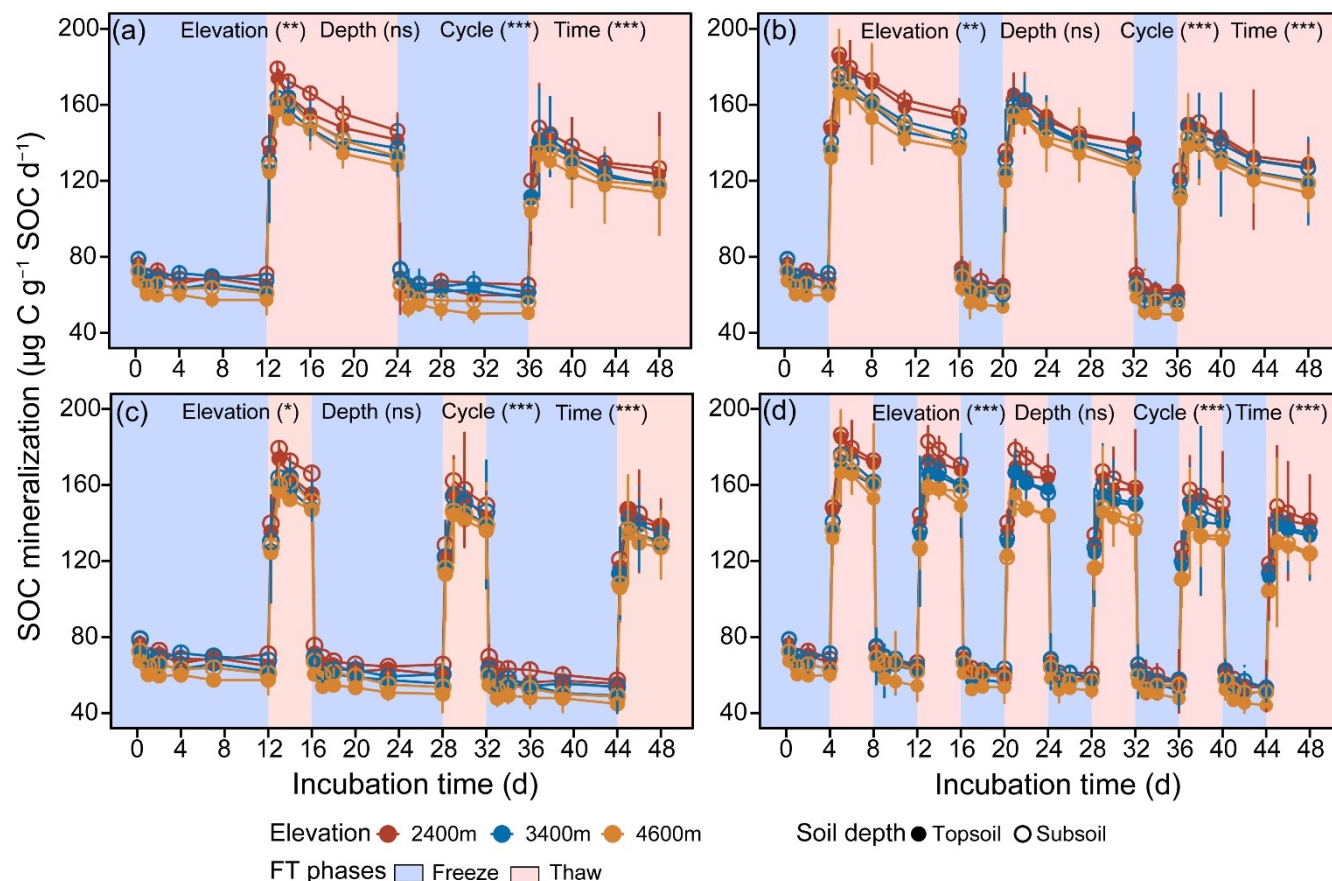 SOC mineralization (µg C g⁻¹ SOC d⁻¹)
(a) Elevation (**) Depth (ns) Cycle (***) Time (***)
200
160
120
80
40
0 4 8 12 16 20 24 28 32 36 40 44 48
(b) Elevation (**) Depth (ns) Cycle (***) Time (***)
200
160
120
80
40
0 4 8 12 16 20 24 28 32 36 40 44 48
(c) Elevation (*) Depth (ns) Cycle (***) Time (***)
200
160
120
80
40
0 4 8 12 16 20 24 28 32 36 40 44 48
Incubation time (d)
(d) Elevation (***) Depth (ns) Cycle (***) Time (***)
200
160
120
80
40
0 4 8 12 16 20 24 28 32 36 40 44 48
Incubation time (d)
Elevation 2400m 3400m 4600m Soil depth Topsoil Subsoil
FT phases Freeze Thaw